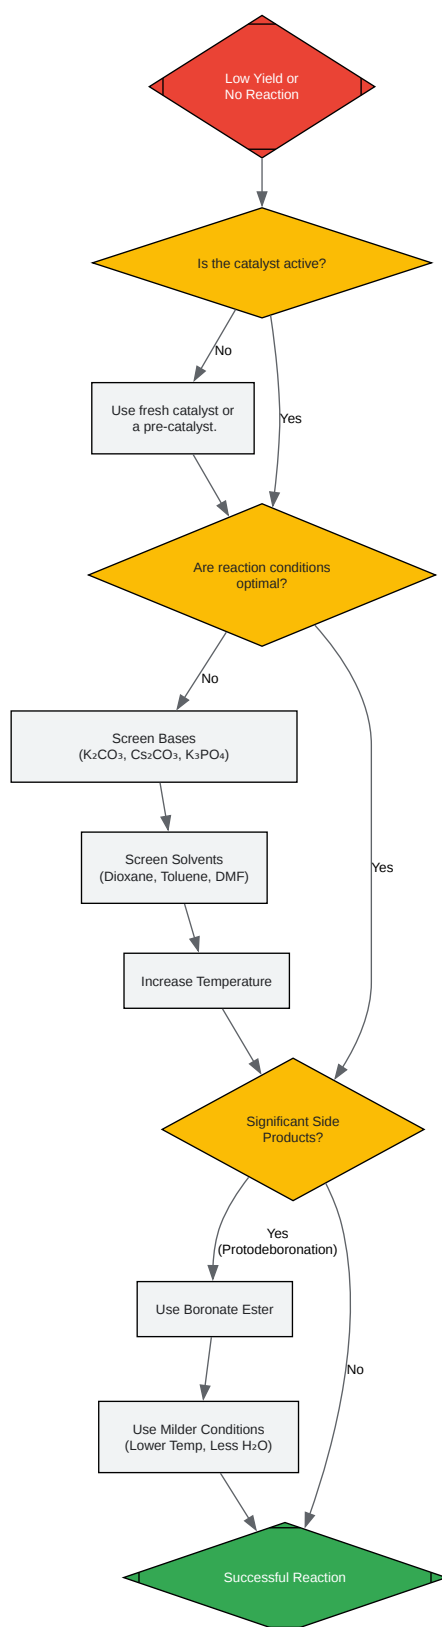 Low Yield or
No Reaction
Is the catalyst active?
No
Use fresh catalyst or
a pre-catalyst.
Yes
Are reaction conditions
optimal?
No
Screen Bases
(K₂CO₃, Cs₂CO₃, K₃PO₄)
Screen Solvents
(Dioxane, Toluene, DMF)
Yes
Increase Temperature
Significant Side
Products?
Yes
(Protodeboronation)
Use Boronate Ester
No
Use Milder Conditions
(Lower Temp, Less H₂O)
Successful Reaction